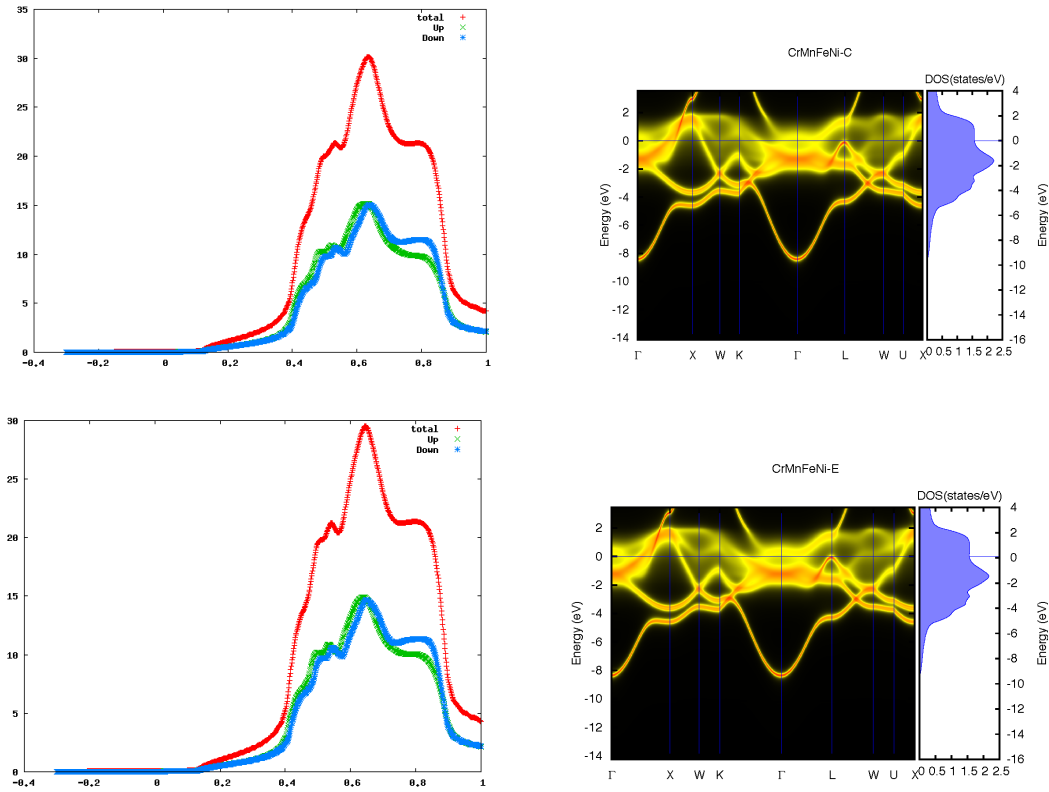 35
30
25
20
15
10
5
0
-0.4 -0.2 0 0.2 0.4 0.6 0.8 1
total
Up
Down
CrMnFeNi-C
DOS(states/eV)
Energy (eV)
2
0
-2
-4
-6
-8
-10
-12
-14
Γ X W K Γ L W U X
4
2
0
-2
-4
-6
-8
-10
-12
-14
-16
0 0.5 1 1.5 2 2.5
Energy (eV)
30
25
20
15
10
5
0
-0.4 -0.2 0 0.2 0.4 0.6 0.8 1
total
Up
Down
CrMnFeNi-E
DOS(states/eV)
Energy (eV)
2
0
-2
-4
-6
-8
-10
-12
-14
Γ X W K Γ L W U X
4
2
0
-2
-4
-6
-8
-10
-12
-14
-16
0 0.5 1 1.5 2 2.5
Energy (eV)